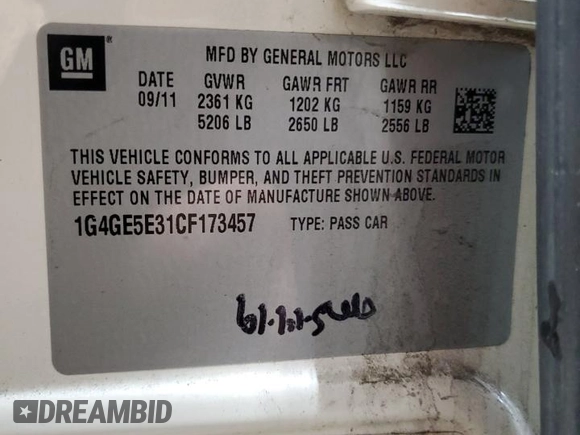 GM
MFD BY GENERAL MOTORS LLC
DATE GVWR GAWR FRT GAWR RR
09/11 2361 KG 1202 KG 1159 KG
5206 LB 2650 LB 2556 LB
THIS VEHICLE CONFORMS TO ALL APPLICABLE U.S. FEDERAL MOTOR
VEHICLE SAFETY, BUMPER, AND THEFT PREVENTION STANDARDS IN
EFFECT ON THE DATE OF MANUFACTURE SHOWN ABOVE.
1G4GE5E31CF173457 TYPE: PASS CAR
DREAMBID